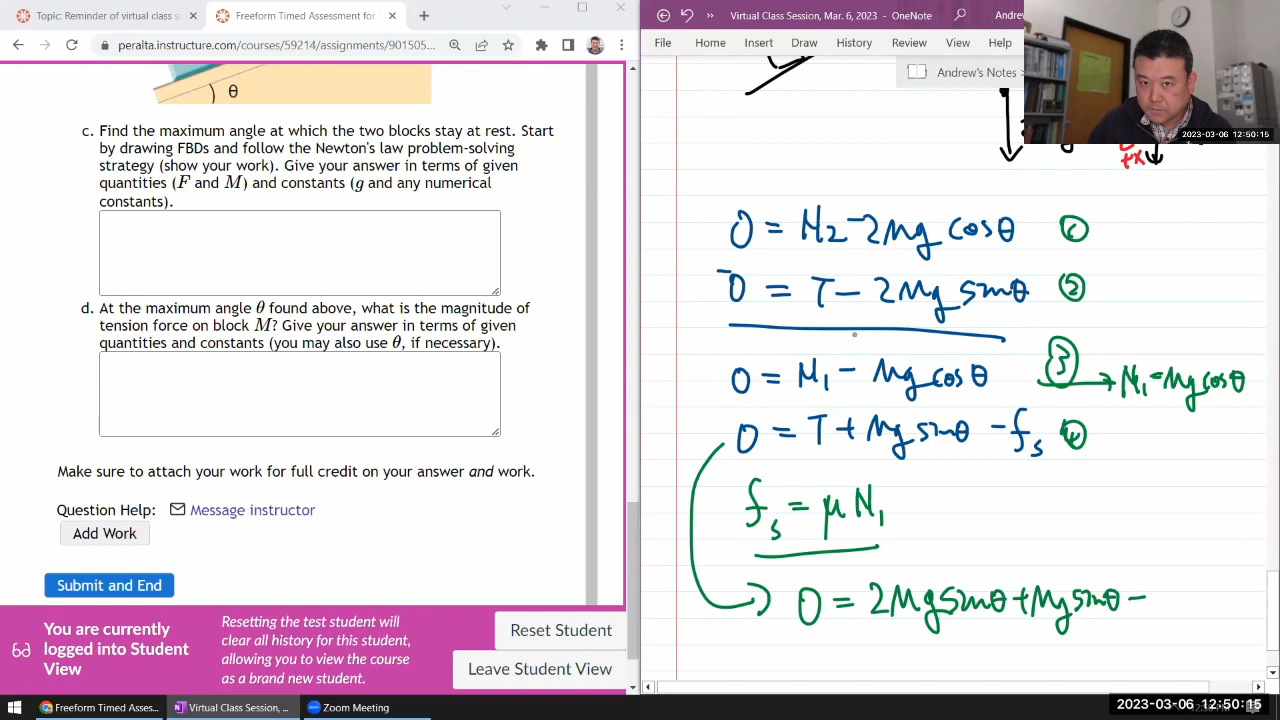 Topic: Reminder of virtual class s
Freeform Timed Assessment for
peralta.instructure.com/courses/59214/assignments/901505...
θ
c. Find the maximum angle at which the two blocks stay at rest. Start
by drawing FBDs and follow the Newton's law problem-solving
strategy (show your work). Give your answer in terms of given
quantities (F and M) and constants (g and any numerical
constants).
d. At the maximum angle θ found above, what is the magnitude of
tension force on block M? Give your answer in terms of given
quantities and constants (you may also use θ, if necessary).
Make sure to attach your work for full credit on your answer and work.
Question Help: Message instructor
Add Work
Submit and End
You are currently
logged into Student
View
Resetting the test student will
clear all history for this student,
allowing you to view the course
as a brand new student.
Reset Student
Leave Student View
Virtual Class Session, Mar. 6, 2023 - OneNote
Andre
File Home Insert Draw History Review View Help
Andrew's Notes >
2023-03-06 12:50:15
+x
0 = N2 - 2Mg cosθ ①
0 = T - 2Mg sinθ ②
0 = N1 - Mg cosθ ③ → N1 = Mg cosθ
0 = T + Mg sinθ - fs ④
fs = μ N1
0 = 2Mg sinθ + Mg sinθ -
Freeform Timed Asses...
Virtual Class Session, ...
Zoom Meeting
2023-03-06 12:50:15